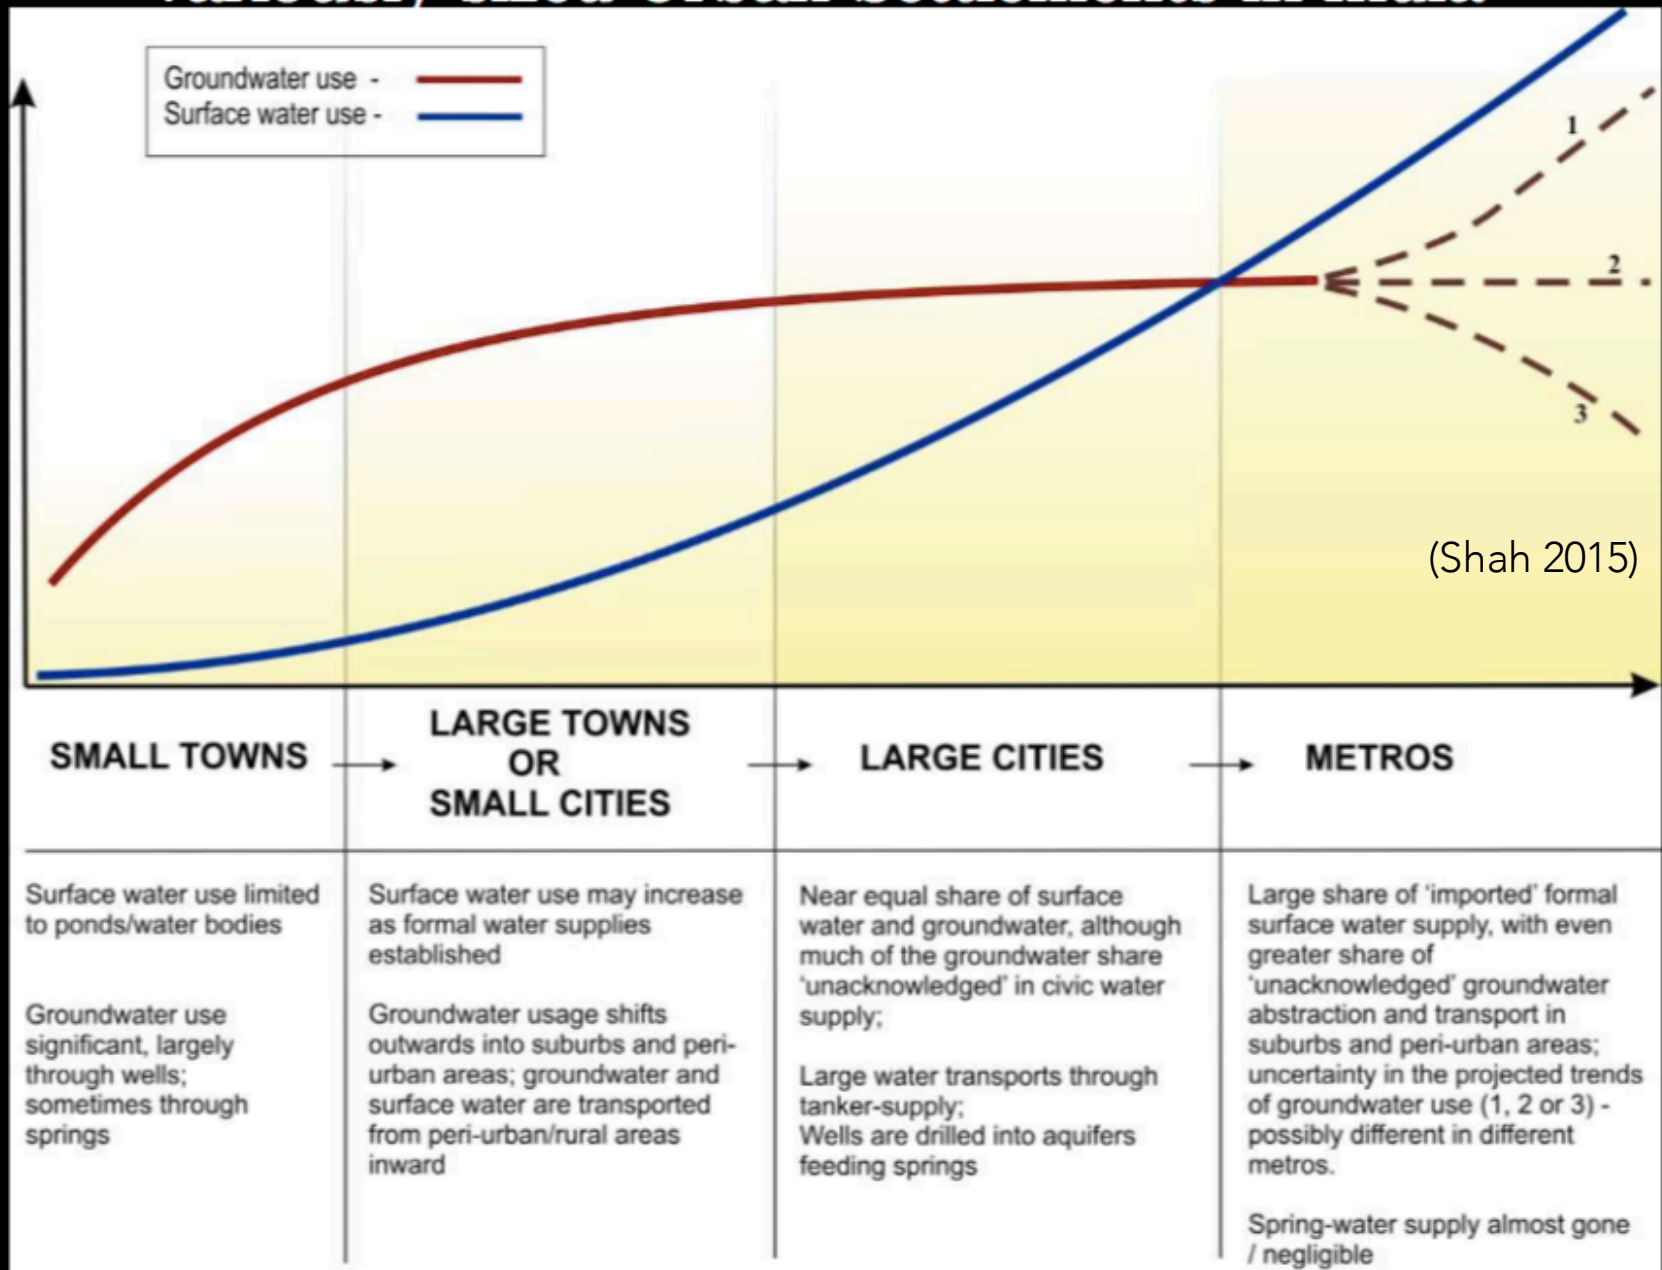 Groundwater use -
Surface water use -
1
2
3
(Shah 2015)
SMALL TOWNS
LARGE TOWNS
OR
SMALL CITIES
LARGE CITIES
METROS
Surface water use limited
to ponds/water bodies
Groundwater use
significant, largely
through wells;
sometimes through
springs
Surface water use may increase
as formal water supplies
established
Groundwater usage shifts
outwards into suburbs and peri-
urban areas; groundwater and
surface water are transported
from peri-urban/rural areas
inward
Near equal share of surface
water and groundwater, although
much of the groundwater share
‘unacknowledged’ in civic water
supply;
Large water transports through
tanker-supply;
Wells are drilled into aquifers
feeding springs
Large share of ‘imported’ formal
surface water supply, with even
greater share of
‘unacknowledged’ groundwater
abstraction and transport in
suburbs and peri-urban areas;
uncertainty in the projected trends
of groundwater use (1, 2 or 3) -
possibly different in different
metros.
Spring-water supply almost gone
/ negligible